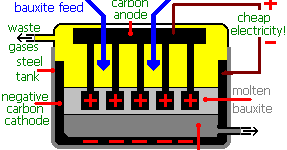 bauxite feed
carbon
anode
+
cheap
electricity!
-
waste
gases
steel
tank
negative
carbon
cathode
+ + + + +
molten
bauxite